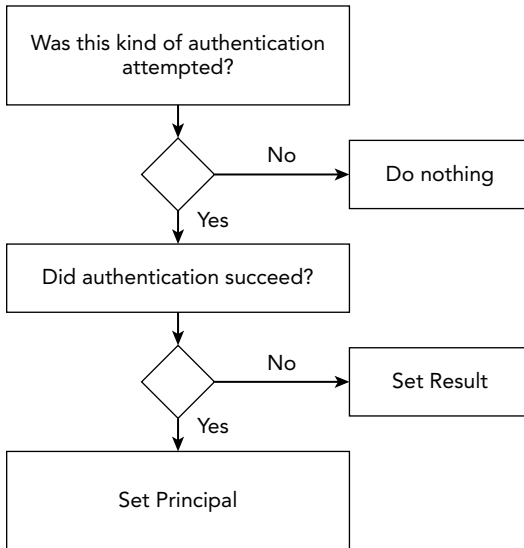 Was this kind of authentication
attempted?
No
Do nothing
Yes
Did authentication succeed?
No
Set Result
Yes
Set Principal